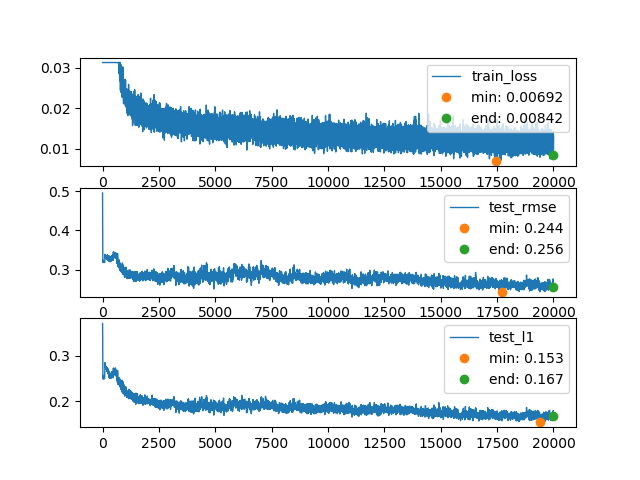 0.03
0.02
0.01
train_loss
min: 0.00692
end: 0.00842
0 2500 5000 7500 10000 12500 15000 17500 20000
0.5
0.4
0.3
test_rmse
min: 0.244
end: 0.256
0 2500 5000 7500 10000 12500 15000 17500 20000
0.3
0.2
test_l1
min: 0.153
end: 0.167
0 2500 5000 7500 10000 12500 15000 17500 20000